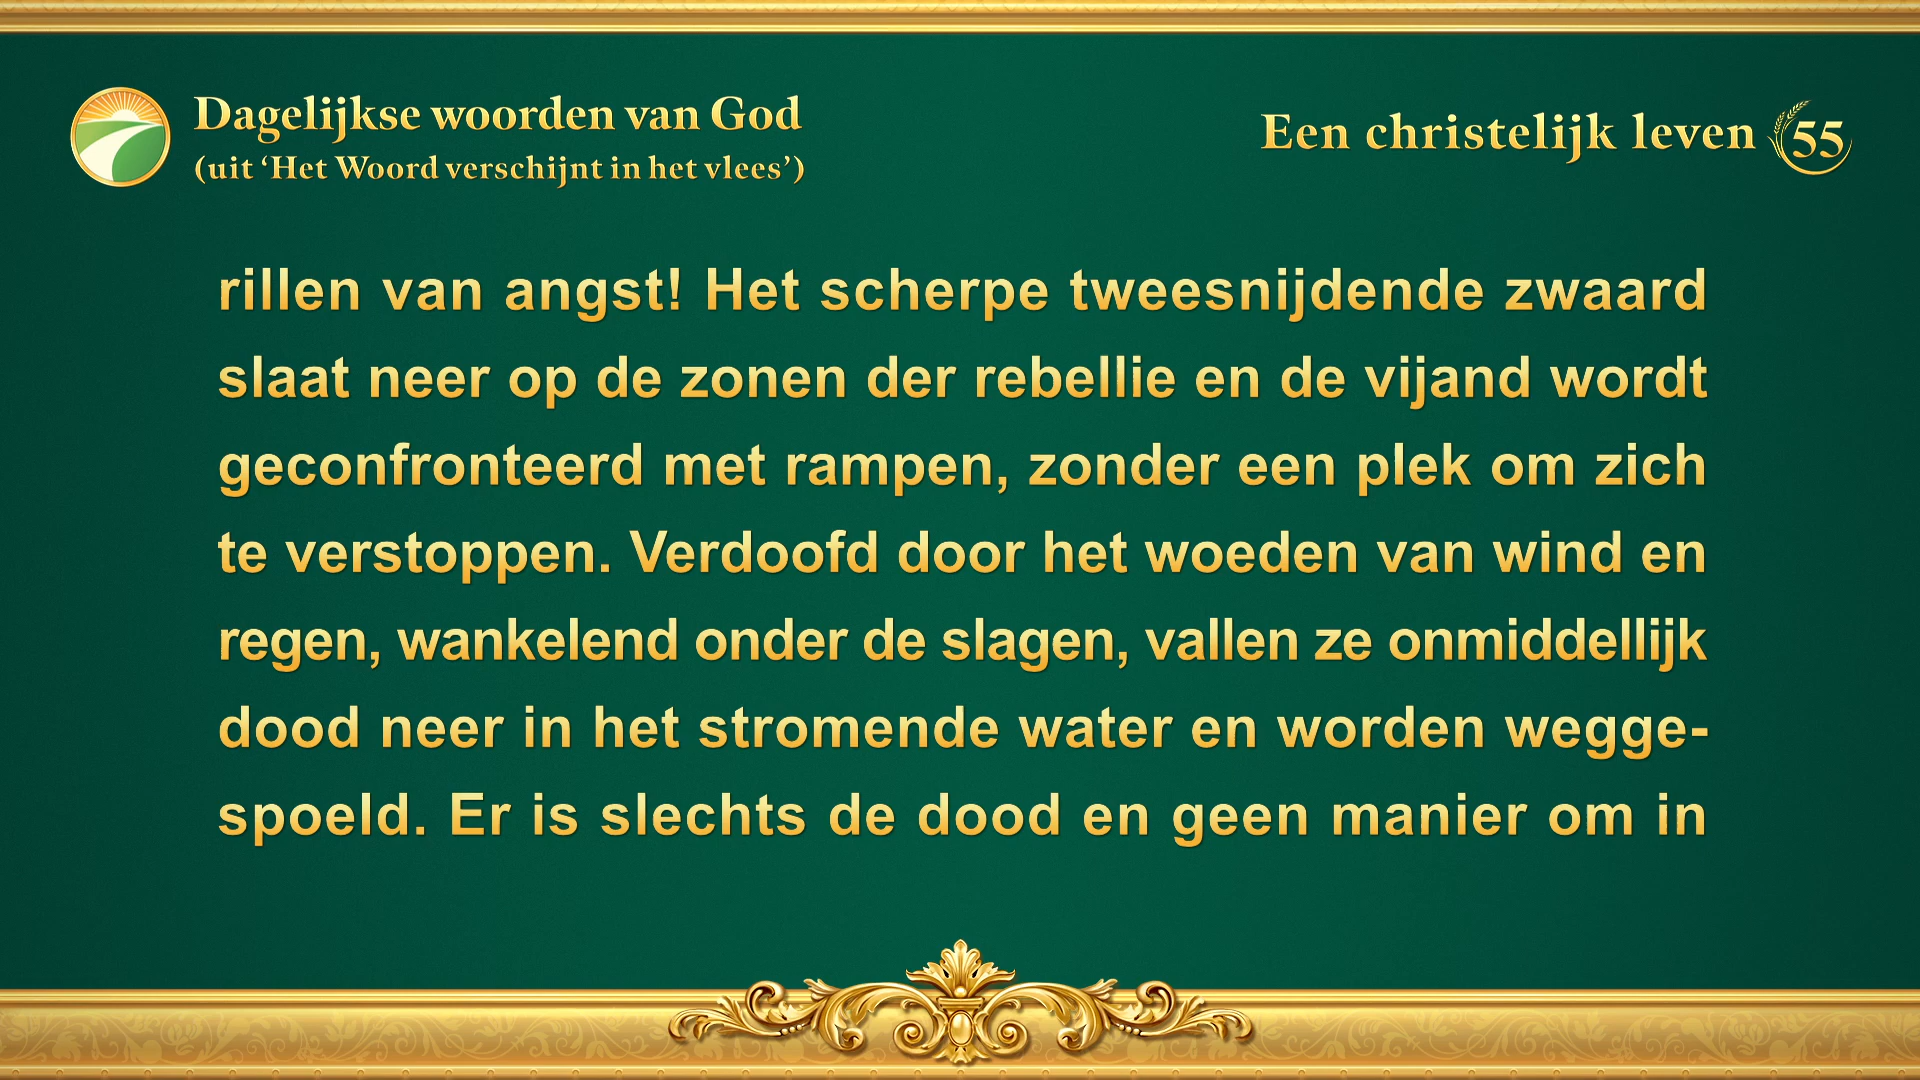 Dagelijkse woorden van God
(uit ‘Het Woord verschijnt in het vlees’)
Een christelijk leven 55
rillen van angst! Het scherpe tweesnijdende zwaard
slaat neer op de zonen der rebellie en de vijand wordt
geconfronteerd met rampen, zonder een plek om zich
te verstoppen. Verdoofd door het woeden van wind en
regen, wankelend onder de slagen, vallen ze onmiddellijk
dood neer in het stromende water en worden wegge-
spoeld. Er is slechts de dood en geen manier om in